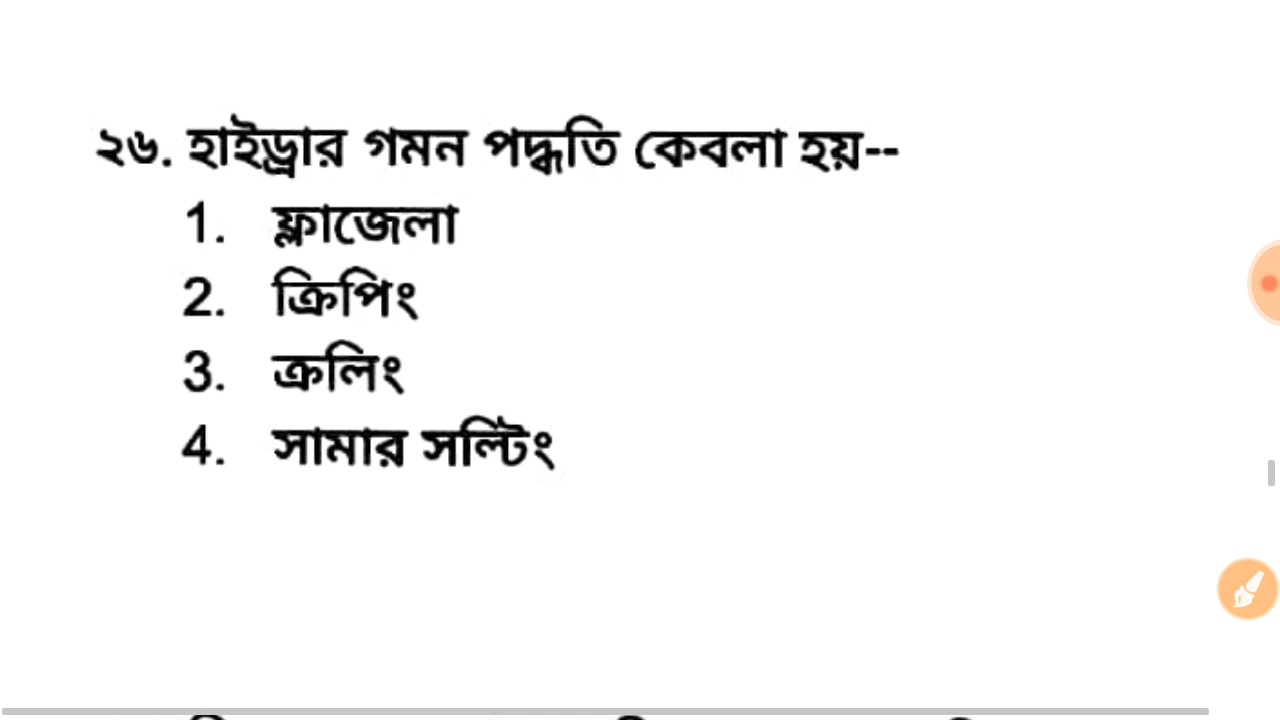 ২৬. হাইড্রার গমন পদ্ধতি কেবলা হয়--
1. ফ্লাজেলা
2. ক্রিপিং
3. ক্রলিং
4. সামার সল্টিং